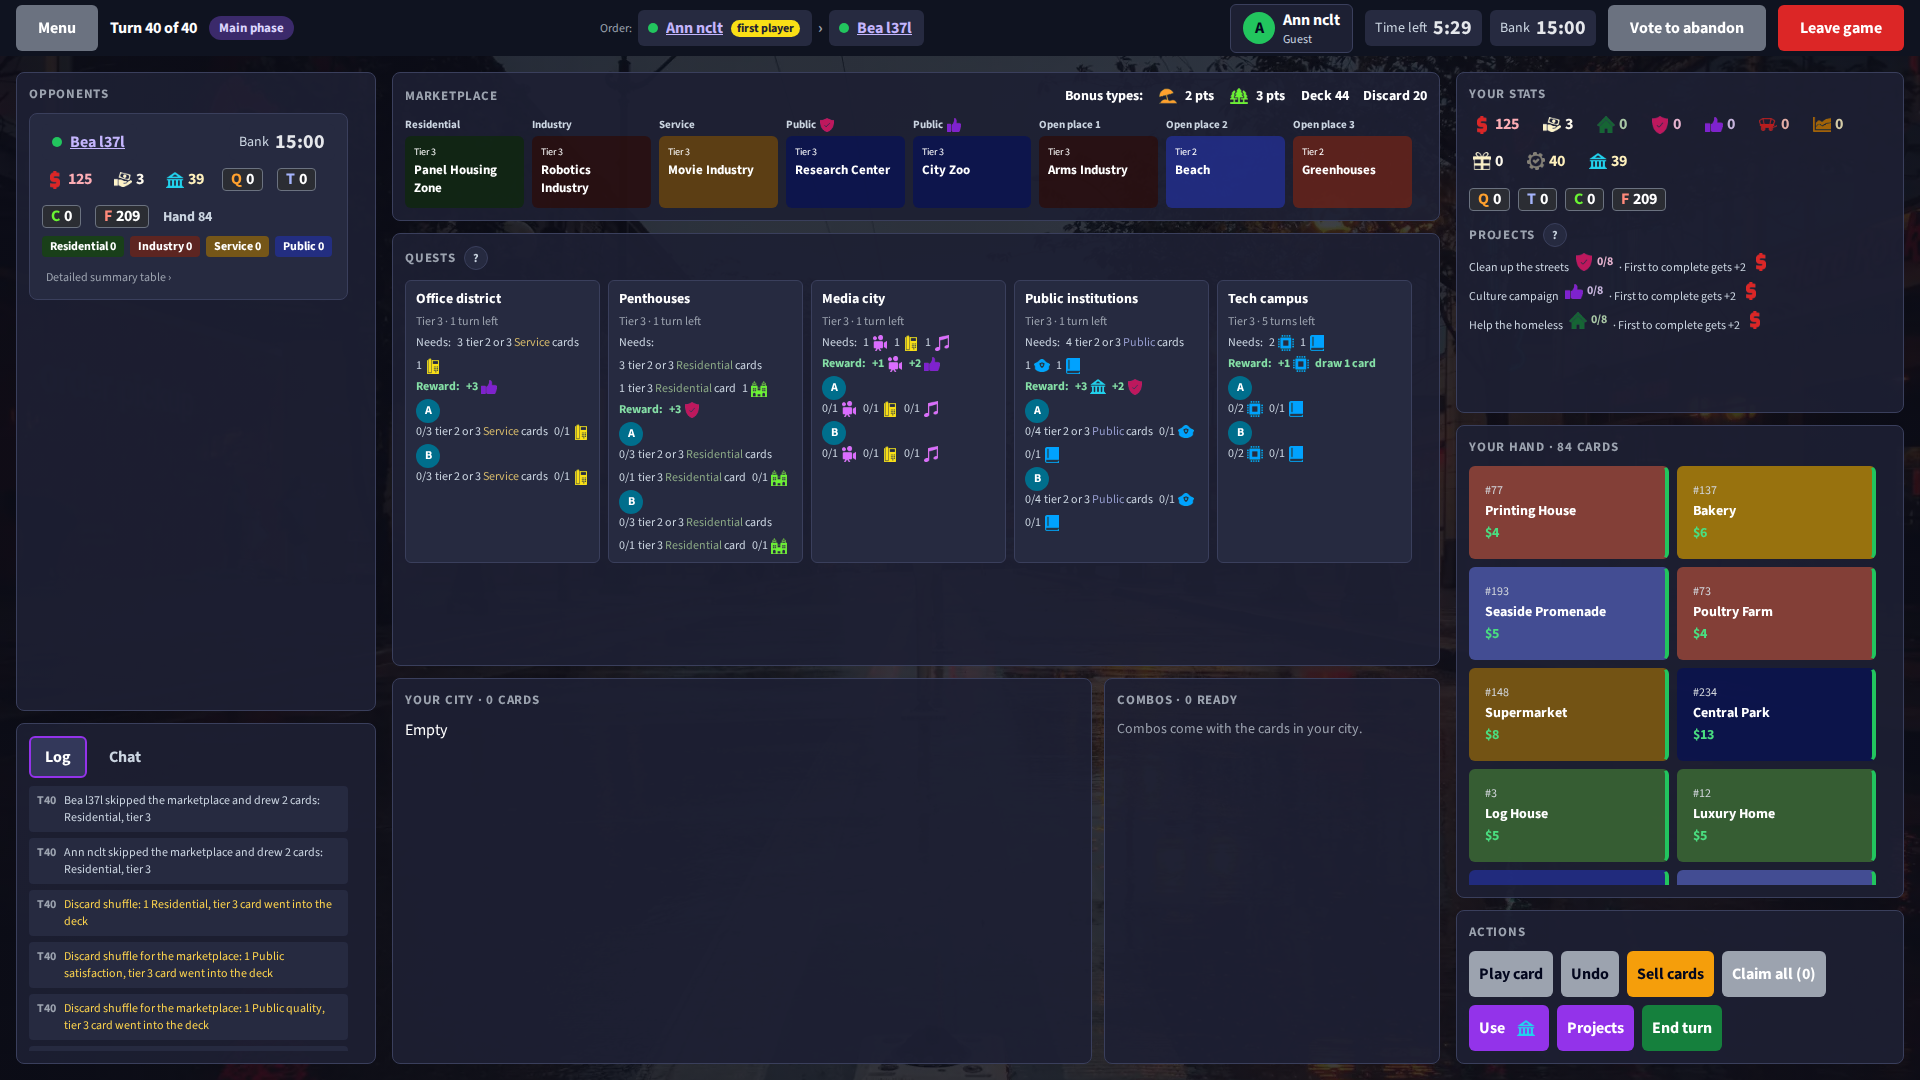 Menu
Turn 40 of 40
Main phase
Order:
Ann nclt
first player
›
Bea l37l
A
Ann nclt
Guest
Time left 5:29
Bank 15:00
Vote to abandon
Leave game
OPPONENTS
Bea l37l
Bank 15:00
125
3
39
Q 0
T 0
C 0
F 209
Hand 84
Residential 0
Industry 0
Service 0
Public 0
Detailed summary table ›
Log
Chat
T40 Bea l37l skipped the marketplace and drew 2 cards:
Residential, tier 3
T40 Ann nclt skipped the marketplace and drew 2 cards:
Residential, tier 3
T40 Discard shuffle: 1 Residential, tier 3 card went into the
deck
T40 Discard shuffle for the marketplace: 1 Public
satisfaction, tier 3 card went into the deck
T40 Discard shuffle for the marketplace: 1 Public quality,
tier 3 card went into the deck
MARKETPLACE
Bonus types:
2 pts
3 pts
Deck 44
Discard 20
Residential
Tier 3
Panel Housing
Zone
Industry
Tier 3
Robotics
Industry
Service
Tier 3
Movie Industry
Public
Tier 3
Research Center
Public
Tier 3
City Zoo
Open place 1
Tier 3
Arms Industry
Open place 2
Tier 2
Beach
Open place 3
Tier 2
Greenhouses
QUESTS
?
Office district
Tier 3 · 1 turn left
Needs: 3 tier 2 or 3 Service cards
1
Reward: +3
A
0/3 tier 2 or 3 Service cards 0/1
B
0/3 tier 2 or 3 Service cards 0/1
Penthouses
Tier 3 · 1 turn left
Needs:
3 tier 2 or 3 Residential cards
1 tier 3 Residential card 1
Reward: +3
A
0/3 tier 2 or 3 Residential cards
0/1 tier 3 Residential card 0/1
B
0/3 tier 2 or 3 Residential cards
0/1 tier 3 Residential card 0/1
Media city
Tier 3 · 1 turn left
Needs: 1 1 1
Reward: +1 +2
A
0/1 0/1 0/1
B
0/1 0/1 0/1
Public institutions
Tier 3 · 1 turn left
Needs: 4 tier 2 or 3 Public cards
1 1
Reward: +3 +2
A
0/4 tier 2 or 3 Public cards 0/1
0/1
B
0/4 tier 2 or 3 Public cards 0/1
0/1
Tech campus
Tier 3 · 5 turns left
Needs: 2 1
Reward: +1 draw 1 card
A
0/2 0/1
B
0/2 0/1
YOUR CITY · 0 CARDS
Empty
COMBOS · 0 READY
Combos come with the cards in your city.
YOUR STATS
125
3
0
0
0
0
0
0
40
39
Q 0
T 0
C 0
F 209
PROJECTS
?
Clean up the streets 0/8 · First to complete gets +2
Culture campaign 0/8 · First to complete gets +2
Help the homeless 0/8 · First to complete gets +2
YOUR HAND · 84 CARDS
#77
Printing House
$4
#137
Bakery
$6
#193
Seaside Promenade
$5
#73
Poultry Farm
$4
#148
Supermarket
$8
#234
Central Park
$13
#3
Log House
$5
#12
Luxury Home
$5
ACTIONS
Play card
Undo
Sell cards
Claim all (0)
Use
Projects
End turn